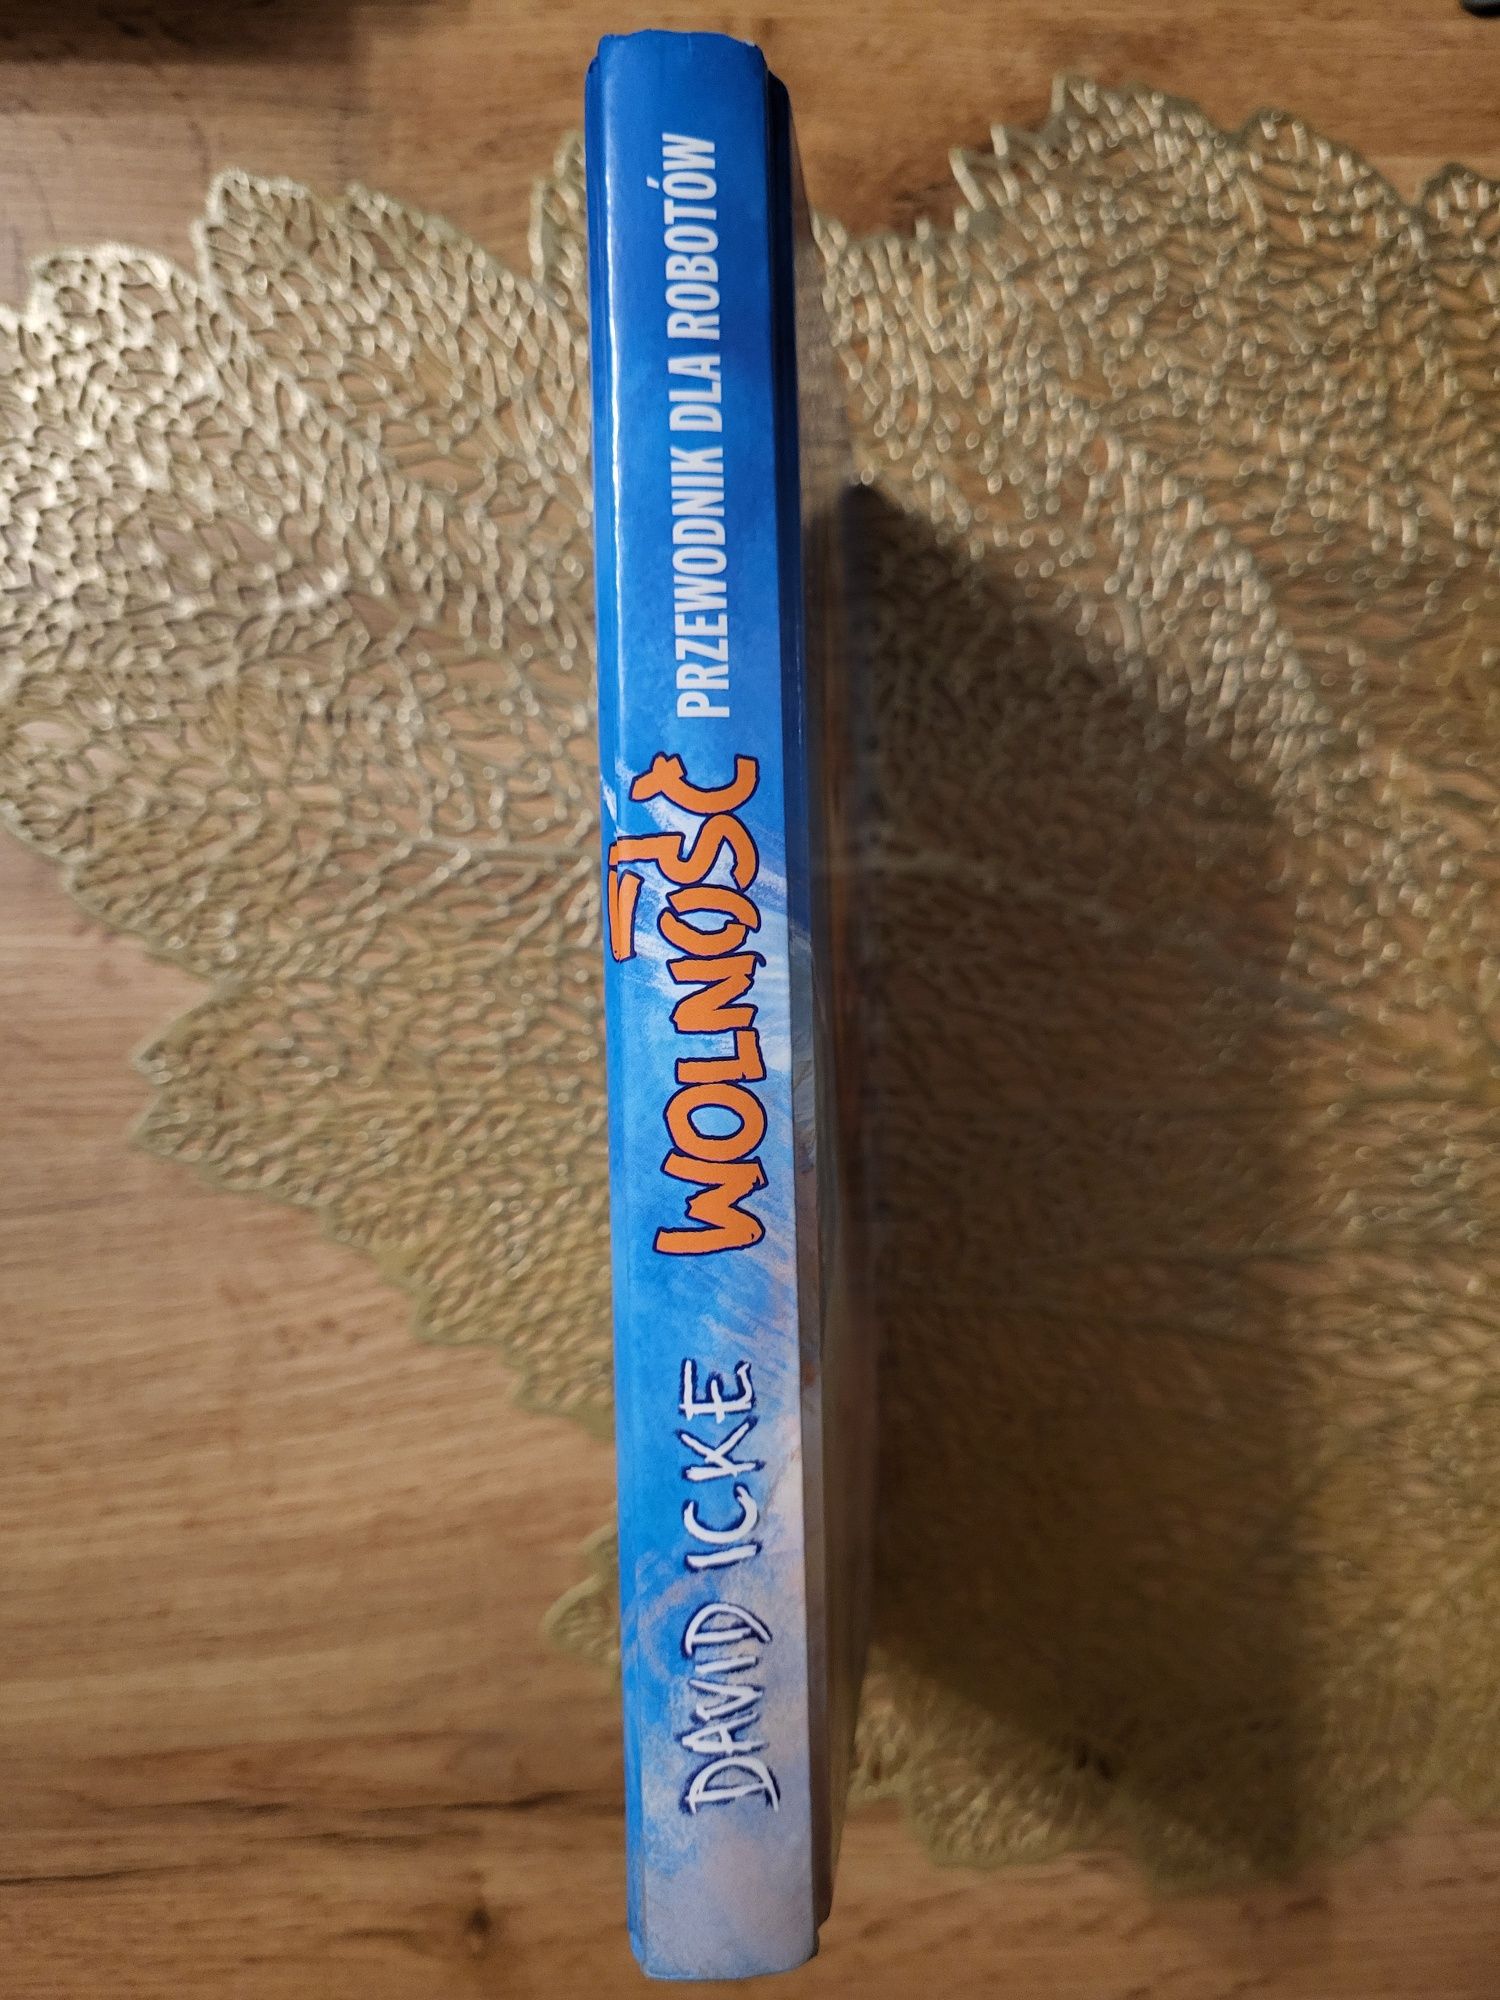 DAVID ICKE
WOLNOŚĆ
PRZEWODNIK DLA ROBOTÓW